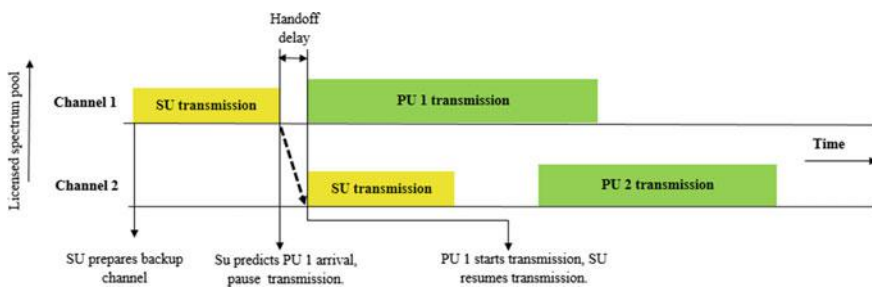 Handoff
delay
Licensed spectrum pool
Channel 1
SU transmission
PU 1 transmission
Time
Channel 2
SU transmission
PU 2 transmission
SU prepares backup
channel
Su predicts PU 1 arrival,
pause transmission.
PU 1 starts transmission, SU
resumes transmission.